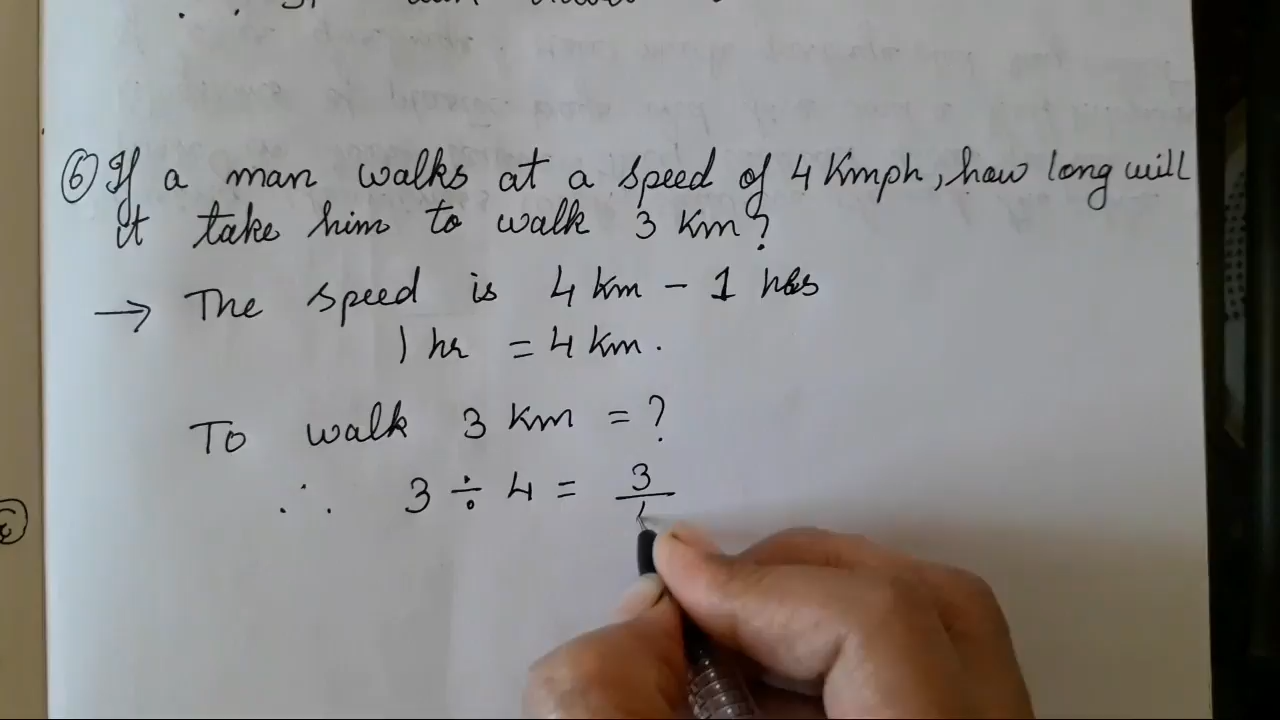 ⑥ If a man walks at a speed of 4 Kmph, how long will
it take him to walk 3 Km?
→ The speed is 4 Km - 1 hrs
1 hr = 4 Km.
To walk 3 Km = ?
∴ 3 ÷ 4 = 3/